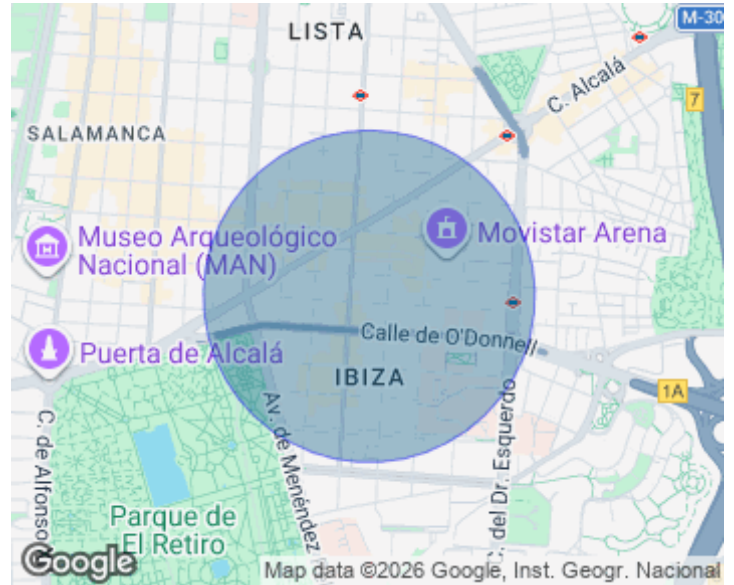 LISTA
M-30
C. Alcalá
7
SALAMANCA
Museo Arqueológico
Nacional (MAN)
Movistar Arena
Calle de O'Donnell
Puerta de Alcalá
IBIZA
1A
C. de Alfonso
Av. de Menéndez
C. del Dr. Esquerdo
Parque de
El Retiro
Google
Map data ©2026 Google, Inst. Geogr. Nacional